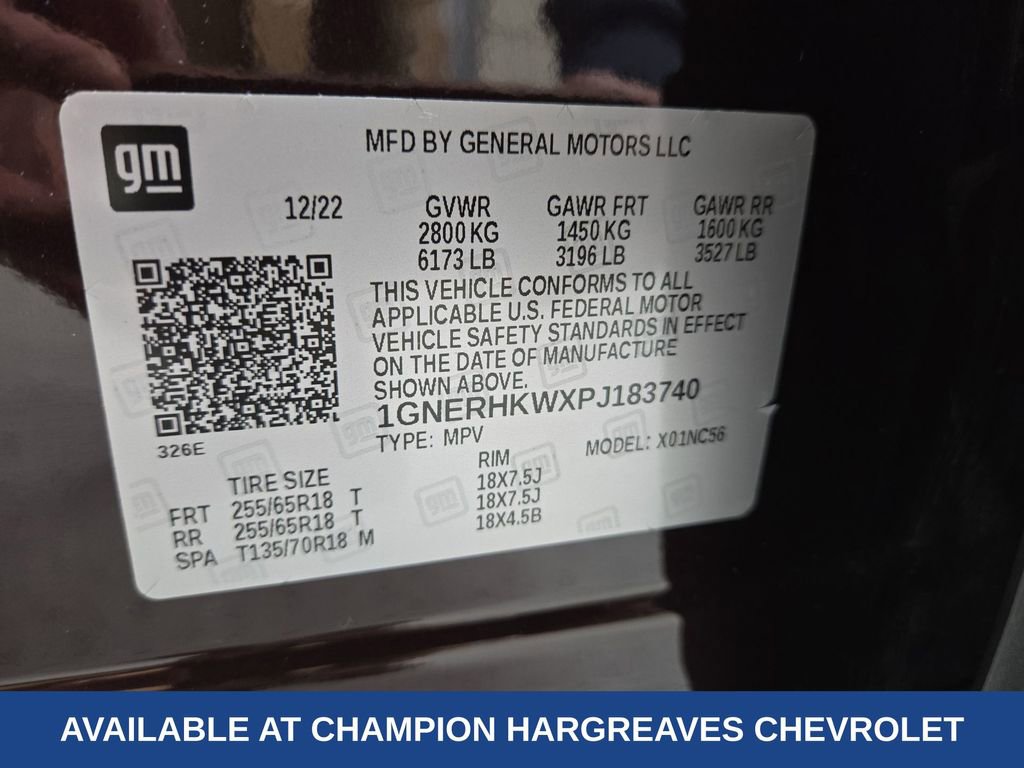 gm
MFD BY GENERAL MOTORS LLC
12/22 GVWR GAWR FRT GAWR RR
2800 KG 1450 KG 1600 KG
6173 LB 3196 LB 3527 LB
THIS VEHICLE CONFORMS TO ALL
APPLICABLE U.S. FEDERAL MOTOR
VEHICLE SAFETY STANDARDS IN EFFECT
ON THE DATE OF MANUFACTURE
SHOWN ABOVE.
1GNERHKWXPJ183740
326E
TYPE: MPV MODEL: X01NC56
TIRE SIZE RIM
FRT 255/65R18 T 18X7.5J
RR 255/65R18 T 18X7.5J
SPA T135/70R18 M 18X4.5B
AVAILABLE AT CHAMPION HARGREAVES CHEVROLET